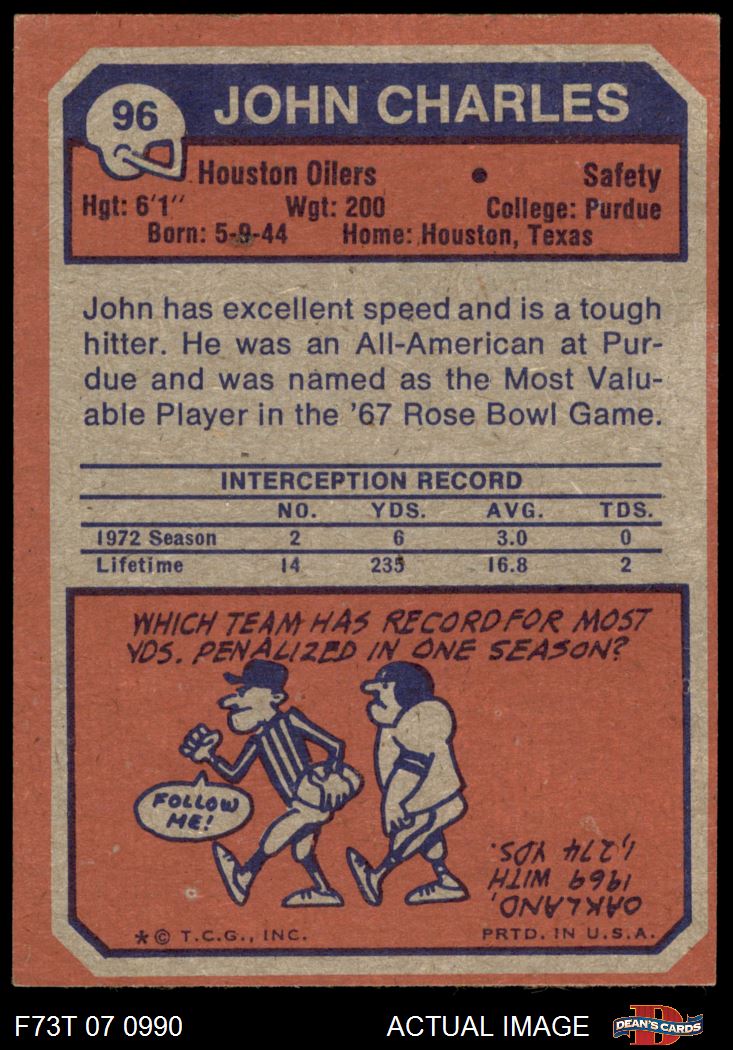 96
JOHN CHARLES
Houston Oilers • Safety
Hgt: 6'1" Wgt: 200 College: Purdue
Born: 5-9-44 Home: Houston, Texas
John has excellent speed and is a tough
hitter. He was an All-American at Pur-
due and was named as the Most Valu-
able Player in the '67 Rose Bowl Game.
INTERCEPTION RECORD
NO. YDS. AVG. TDS.
1972 Season 2 6 3.0 0
Lifetime 14 235 16.8 2
WHICH TEAM HAS RECORD FOR MOST
YDS. PENALIZED IN ONE SEASON?
FOLLOW
ME!
OAKLAND,
1969 WITH
1,274 YDS.
* © T.C.G., INC. PRTD. IN U.S.A.
F73T 07 0990 ACTUAL IMAGE D DEAN'S CARDS